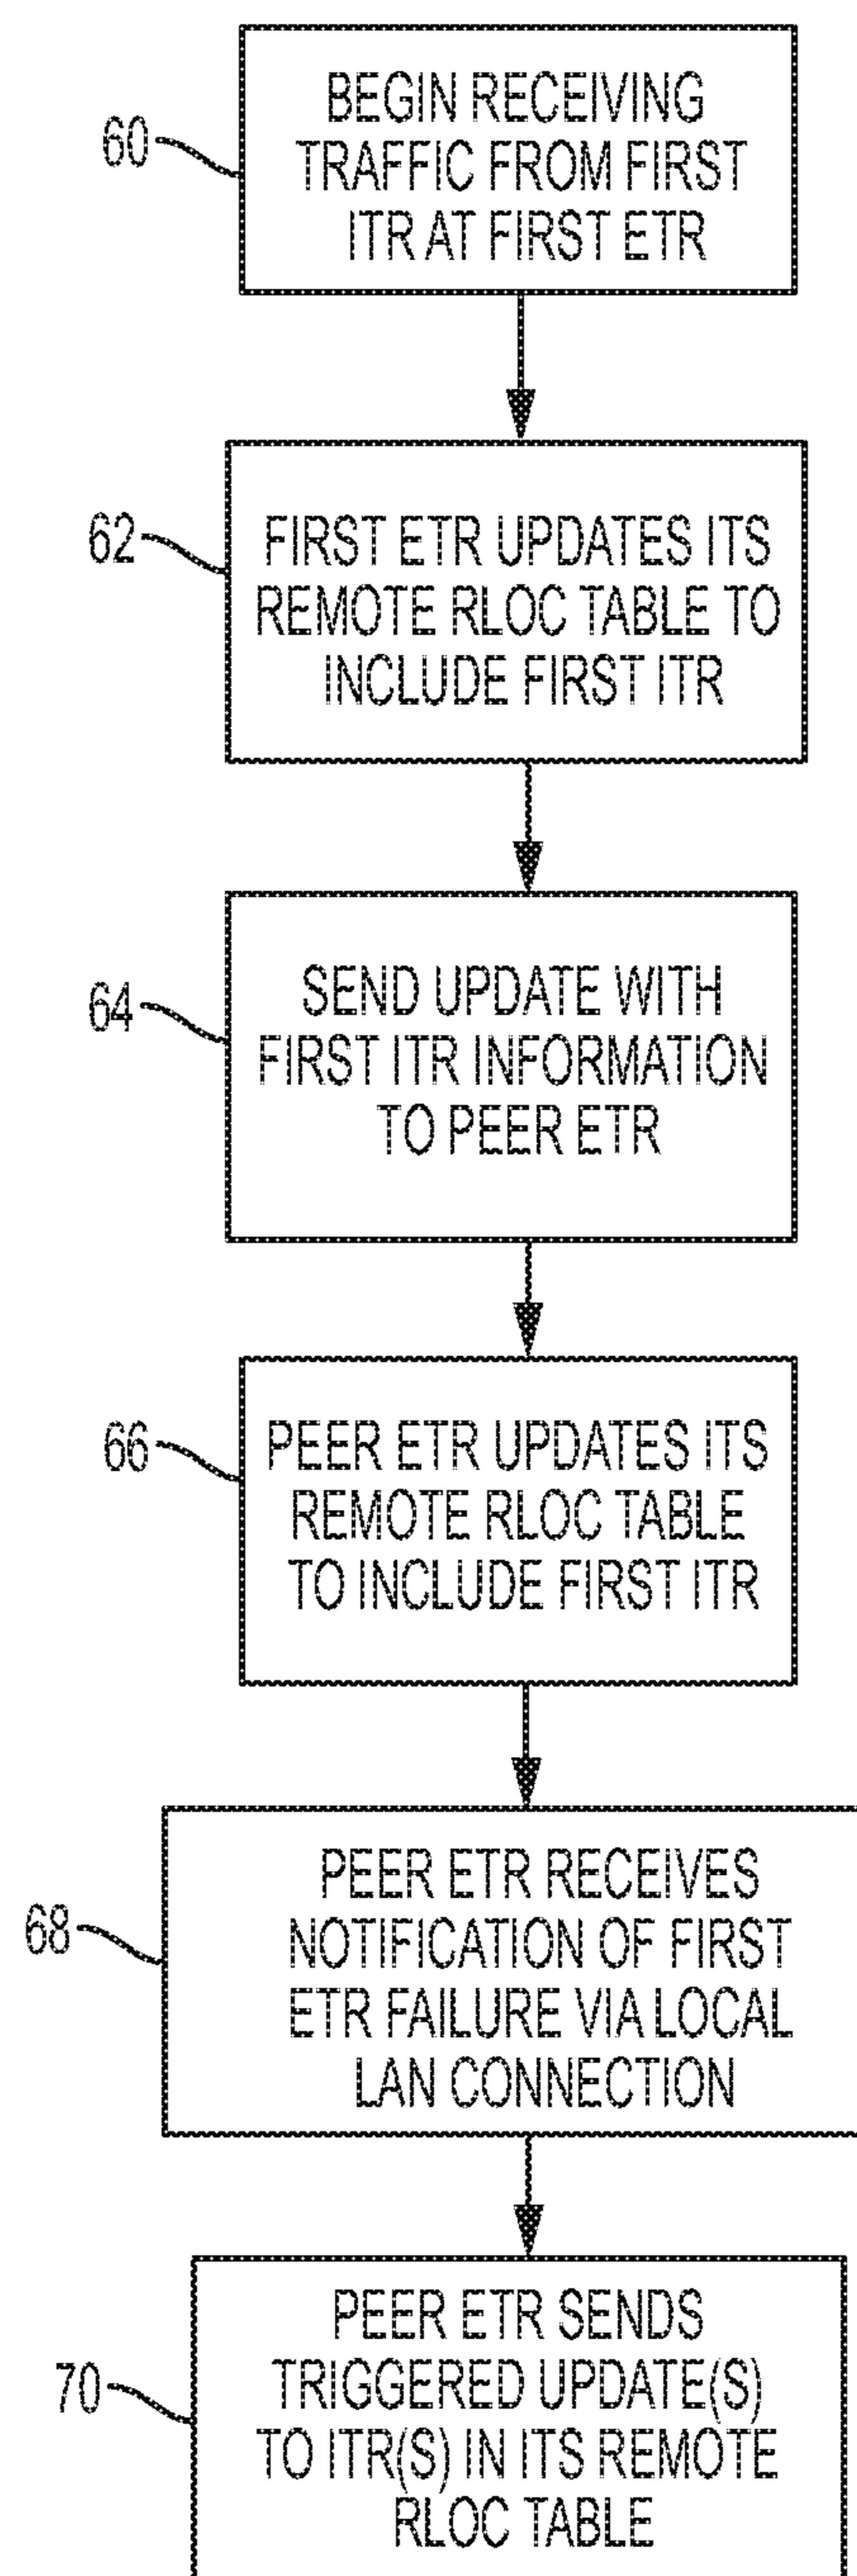 60
BEGIN RECEIVING
TRAFFIC FROM FIRST
ITR AT FIRST ETR
62
FIRST ETR UPDATES ITS
REMOTE RLOC TABLE TO
INCLUDE FIRST ITR
64
SEND UPDATE WITH
FIRST ITR INFORMATION
TO PEER ETR
66
PEER ETR UPDATES ITS
REMOTE RLOC TABLE
TO INCLUDE FIRST ITR
68
PEER ETR RECEIVES
NOTIFICATION OF FIRST
ETR FAILURE VIA LOCAL
LAN CONNECTION
70
PEER ETR SENDS
TRIGGERED UPDATE(S)
TO ITR(S) IN ITS REMOTE
RLOC TABLE